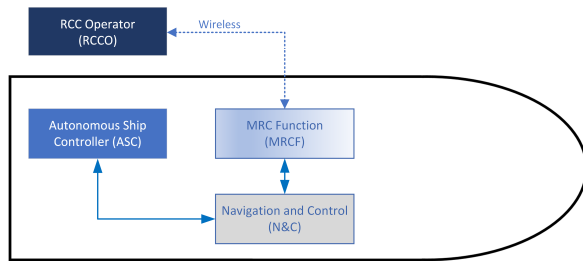 RCC Operator
(RCCO)
Wireless
Autonomous Ship
Controller (ASC)
MRC Function
(MRCF)
Navigation and Control
(N&C)